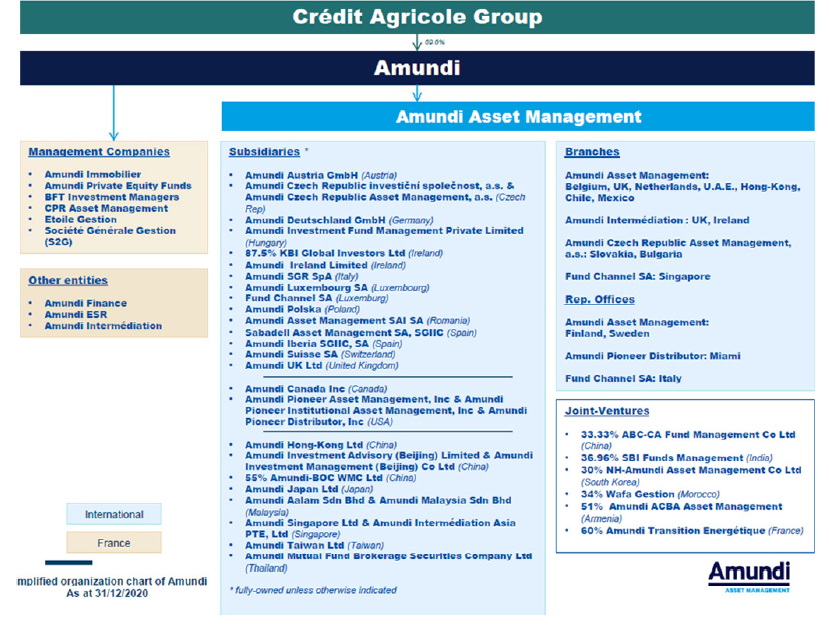 Crédit Agricole Group
Amundi
Amundi Asset Management
Management Companies
• Amundi Immobilier
• Amundi Private Equity Funds
• BFT Investment Managers
• CPR Asset Management
• Etoile Gestion
• Société Générale Gestion
(S2G)
Other entities
• Amundi Finance
• Amundi ESR
• Amundi Intermédiation
International
France
mplified organization chart of Amundi
As at 31/12/2020
Subsidiaries *
• Amundi Austria GmbH (Austria)
• Amundi Czech Republic investiční společnost, a.s. &
Amundi Czech Republic Asset Management, a.s. (Czech
Rep)
• Amundi Deutschland GmbH (Germany)
• Amundi Investment Fund Management Private Limited
(Hungary)
• 87.5% KBI Global Investors Ltd (Ireland)
• Amundi Ireland Limited (Ireland)
• Amundi SGR SpA (Italy)
• Amundi Luxembourg SA (Luxembourg)
• Fund Channel SA (Luxemburg)
• Amundi Polska (Poland)
• Amundi Asset Management SAI SA (Romania)
• Sabadell Asset Management SA, SGIIC (Spain)
• Amundi Iberia SGIIC, SA (Spain)
• Amundi Suisse SA (Switzerland)
• Amundi UK Ltd (United Kingdom)
• Amundi Canada Inc (Canada)
• Amundi Pioneer Asset Management, Inc & Amundi
Pioneer Institutional Asset Management, Inc & Amundi
Pioneer Distributor, Inc (USA)
• Amundi Hong-Kong Ltd (China)
• Amundi Investment Advisory (Beijing) Limited & Amundi
Investment Management (Beijing) Co Ltd (China)
• 55% Amundi-BOC WMC Ltd (China)
• Amundi Japan Ltd (Japan)
• Amundi Aalam Sdn Bhd & Amundi Malaysia Sdn Bhd
(Malaysia)
• Amundi Singapore Ltd & Amundi Intermédiation Asia
PTE, Ltd (Singapore)
• Amundi Taiwan Ltd (Taiwan)
• Amundi Mutual Fund Brokerage Securities Company Ltd
(Thailand)
* fully-owned unless otherwise indicated
Branches
Amundi Asset Management:
Belgium, UK, Netherlands, U.A.E., Hong-Kong,
Chile, Mexico
Amundi Intermédiation : UK, Ireland
Amundi Czech Republic Asset Management,
a.s.: Slovakia, Bulgaria
Fund Channel SA: Singapore
Rep. Offices
Amundi Asset Management:
Finland, Sweden
Amundi Pioneer Distributor: Miami
Fund Channel SA: Italy
Joint-Ventures
• 33.33% ABC-CA Fund Management Co Ltd
(China)
• 36.96% SBI Funds Management (India)
• 30% NH-Amundi Asset Management Co Ltd
(South Korea)
• 34% Wafa Gestion (Morocco)
• 51% Amundi ACBA Asset Management
(Armenia)
• 60% Amundi Transition Energétique (France)
Amundi
ASSET MANAGEMENT